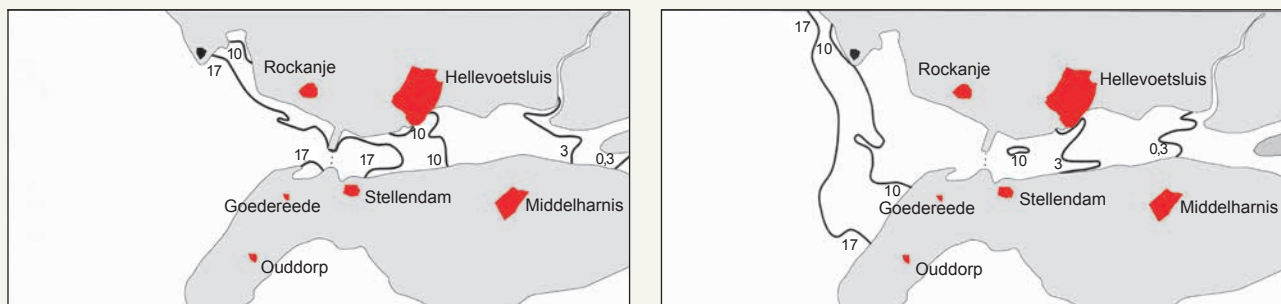 10
17
Rockanje
Hellevoetsluis
10
17
17
10
3
0,3
Stellendam
Goedereede
Middelharnis
Ouddorp
17
10
Rockanje
Hellevoetsluis
10
3
0,3
10
Stellendam
Goedereede
Middelharnis
17
Ouddorp